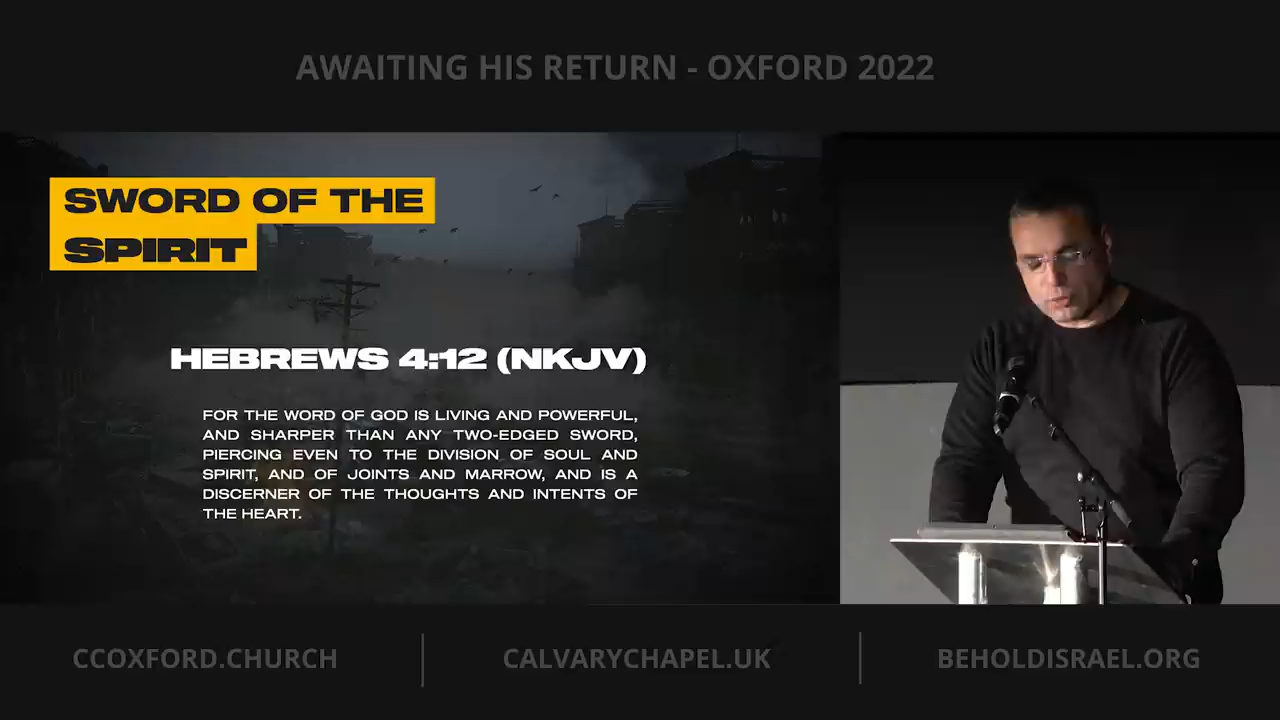 AWAITING HIS RETURN - OXFORD 2022
SWORD OF THE
SPIRIT
HEBREWS 4:12 (NKJV)
FOR THE WORD OF GOD IS LIVING AND POWERFUL,
AND SHARPER THAN ANY TWO-EDGED SWORD,
PIERCING EVEN TO THE DIVISION OF SOUL AND
SPIRIT, AND OF JOINTS AND MARROW, AND IS A
DISCERNER OF THE THOUGHTS AND INTENTS OF
THE HEART.
CCOXFORD.CHURCH
CALVARYCHAPEL.UK
BEHOLDISRAEL.ORG